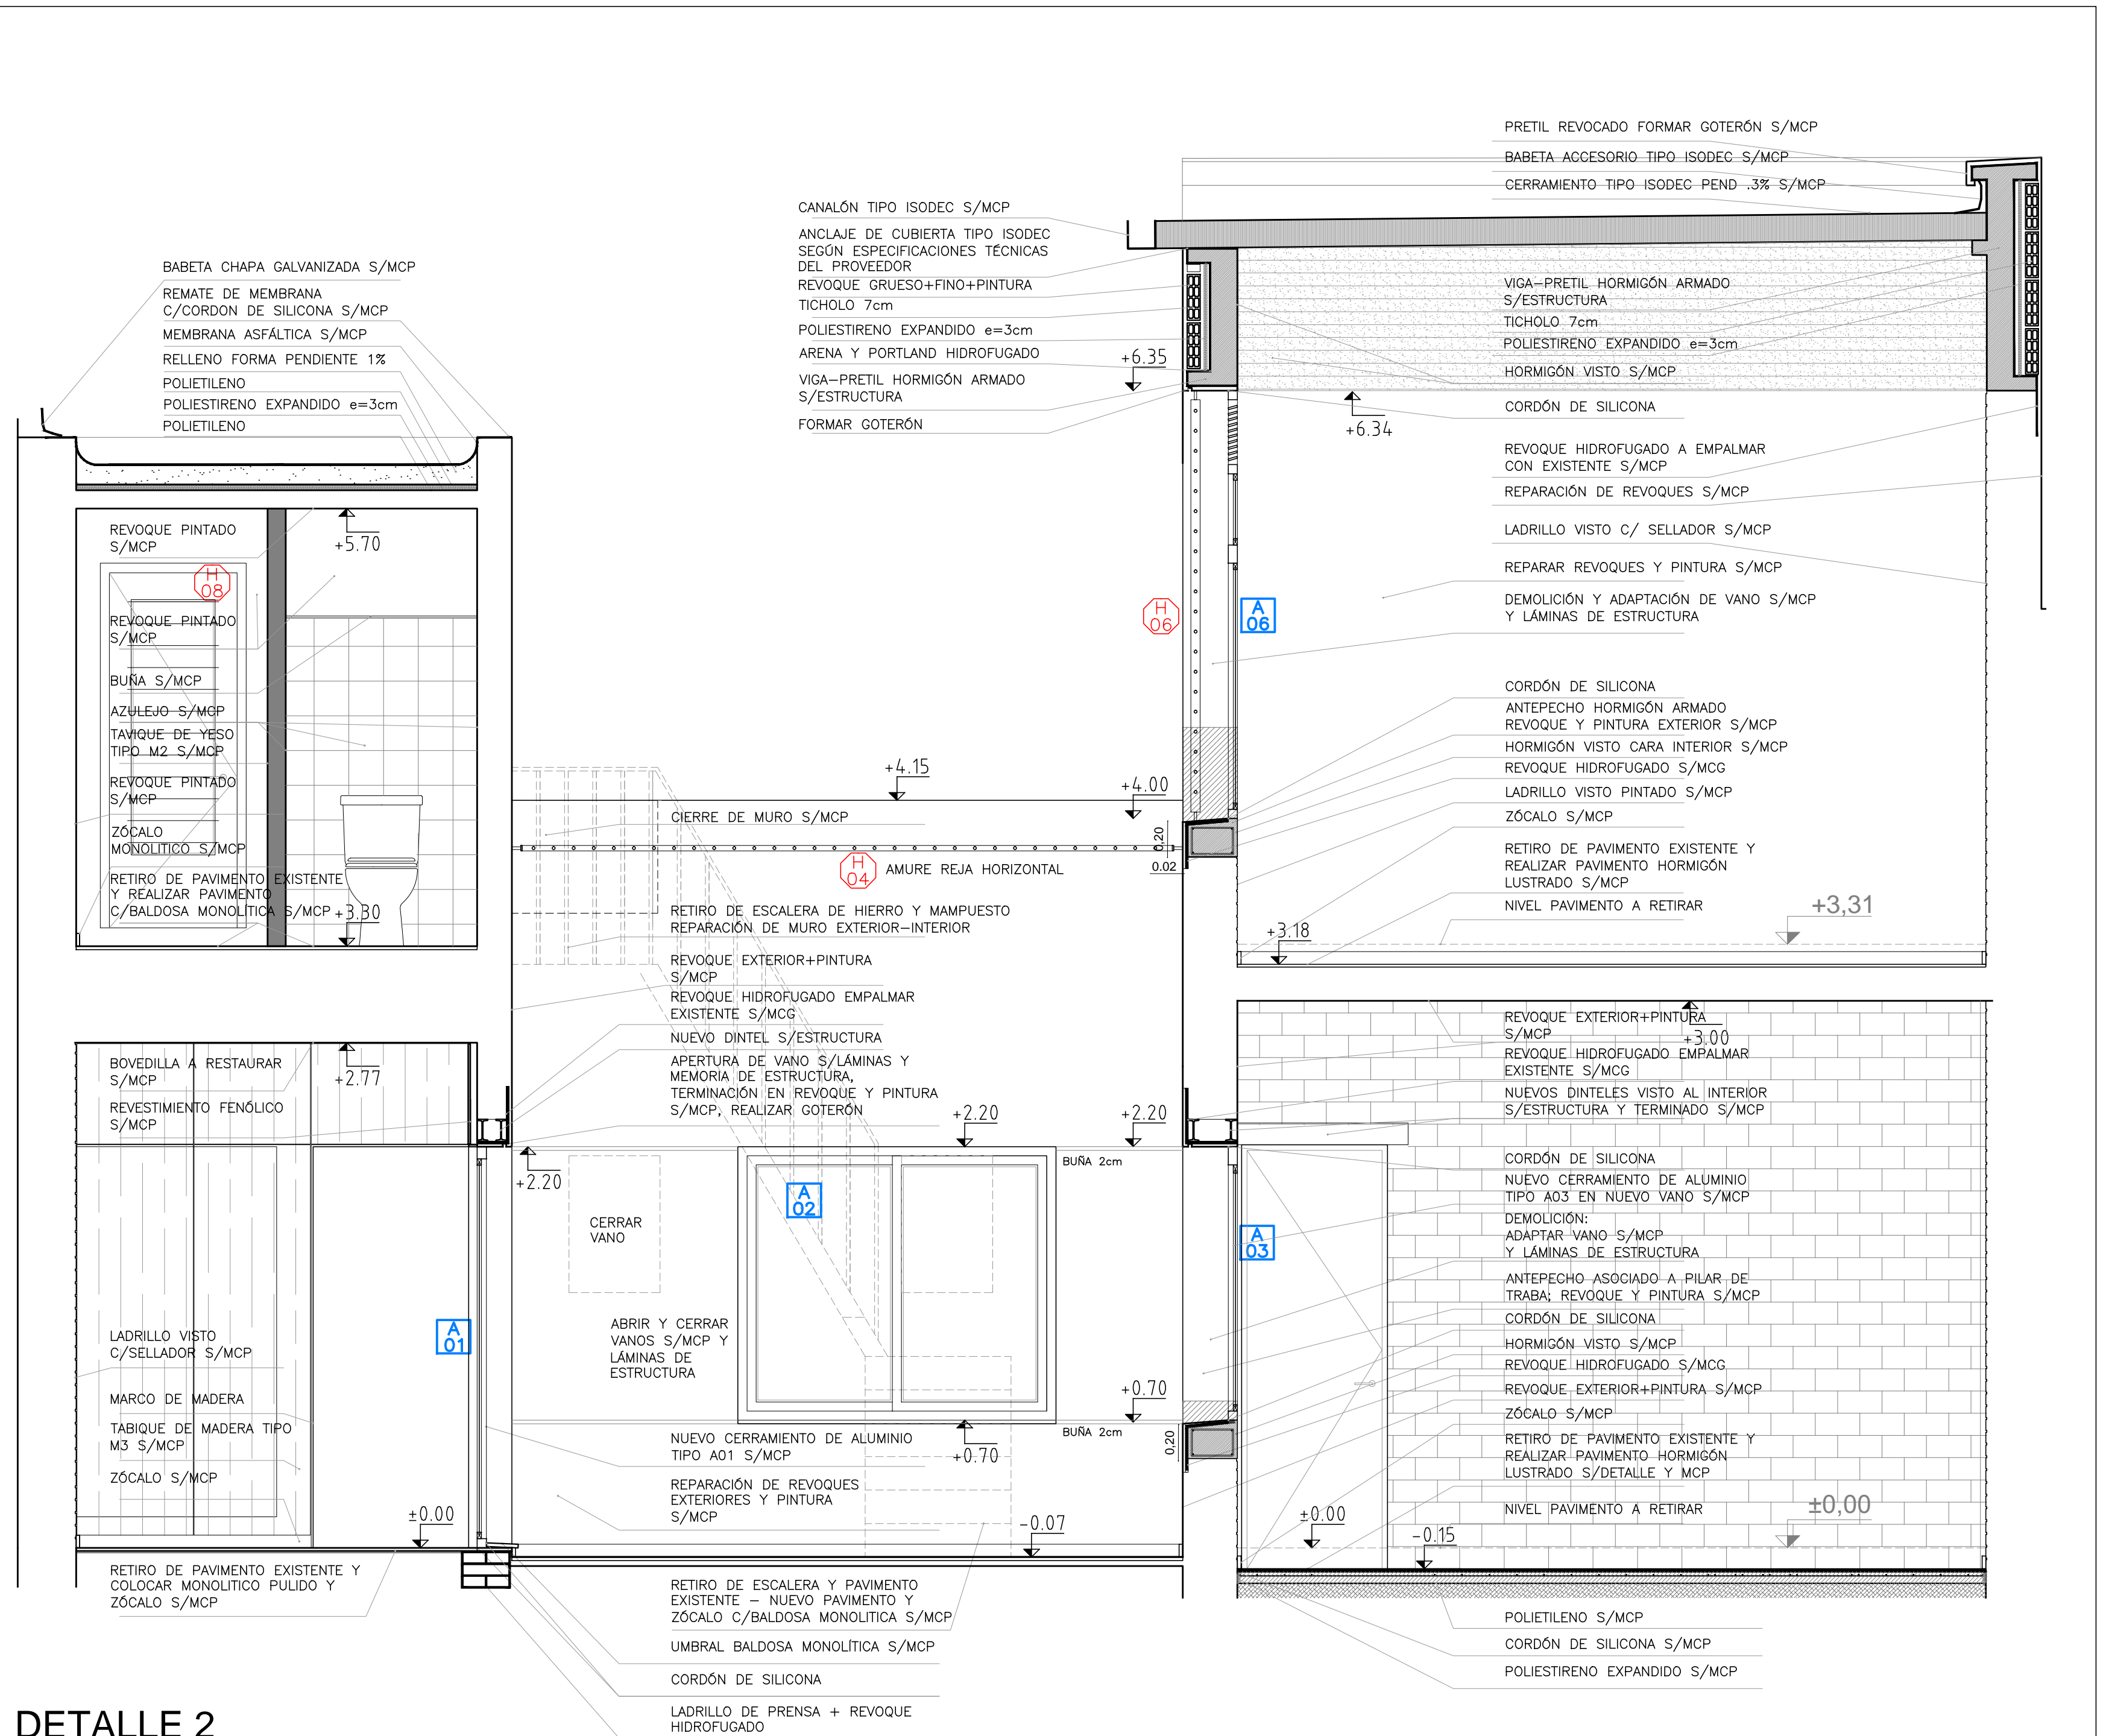 BABETA CHAPA GALVANIZADA S/MCP
REMATE DE MEMBRANA
C/CORDON DE SILICONA S/MCP
MEMBRANA ASFÁLTICA S/MCP
RELLENO FORMA PENDIENTE 1%
POLIETILENO
POLIESTIRENO EXPANDIDO e=3cm
POLIETILENO
REVOQUE PINTADO
S/MCP
+5.70
H
08
REVOQUE PINTADO
S/MCP
BUÑA S/MCP
AZULEJO S/MCP
TAVIQUE DE YESO
TIPO M2 S/MCP
REVOQUE PINTADO
S/MCP
ZÓCALO
MONOLITICO S/MCP
RETIRO DE PAVIMENTO EXISTENTE
Y REALIZAR PAVIMENTO
C/BALDOSA MONOLÍTICA S/MCP
+3.30
BOVEDILLA A RESTAURAR
S/MCP
+2.77
REVESTIMIENTO FENÓLICO
S/MCP
LADRILLO VISTO
C/SELLADOR S/MCP
A
01
MARCO DE MADERA
TABIQUE DE MADERA TIPO
M3 S/MCP
ZÓCALO S/MCP
±0.00
RETIRO DE PAVIMENTO EXISTENTE Y
COLOCAR MONOLITICO PULIDO Y
ZÓCALO S/MCP
CANALÓN TIPO ISODEC S/MCP
ANCLAJE DE CUBIERTA TIPO ISODEC
SEGÚN ESPECIFICACIONES TÉCNICAS
DEL PROVEEDOR
REVOQUE GRUESO+FINO+PINTURA
TICHOLO 7cm
POLIESTIRENO EXPANDIDO e=3cm
ARENA Y PORTLAND HIDROFUGADO
VIGA-PRETIL HORMIGÓN ARMADO
S/ESTRUCTURA
FORMAR GOTERÓN
+6.35
+6.34
H
06
A
06
+4.15
+4.00
CIERRE DE MURO S/MCP
0,20
0.02
H
04
AMURE REJA HORIZONTAL
RETIRO DE ESCALERA DE HIERRO Y MAMPUESTO
REPARACIÓN DE MURO EXTERIOR-INTERIOR
REVOQUE EXTERIOR+PINTURA
S/MCP
REVOQUE HIDROFUGADO EMPALMAR
EXISTENTE S/MCG
NUEVO DINTEL S/ESTRUCTURA
APERTURA DE VANO S/LÁMINAS Y
MEMORIA DE ESTRUCTURA,
TERMINACIÓN EN REVOQUE Y PINTURA
S/MCP, REALIZAR GOTERÓN
+2.20
+2.20
+2.20
BUÑA 2cm
A
02
CERRAR
VANO
ABRIR Y CERRAR
VANOS S/MCP Y
LÁMINAS DE
ESTRUCTURA
A
03
+0.70
BUÑA 2cm
+0.70
0,20
NUEVO CERRAMIENTO DE ALUMINIO
TIPO A01 S/MCP
REPARACIÓN DE REVOQUES
EXTERIORES Y PINTURA
S/MCP
-0.07
RETIRO DE ESCALERA Y PAVIMENTO
EXISTENTE - NUEVO PAVIMENTO Y
ZÓCALO C/BALDOSA MONOLITICA S/MCP
UMBRAL BALDOSA MONOLÍTICA S/MCP
CORDÓN DE SILICONA
LADRILLO DE PRENSA + REVOQUE
HIDROFUGADO
PRETIL REVOCADO FORMAR GOTERÓN S/MCP
BABETA ACCESORIO TIPO ISODEC S/MCP
CERRAMIENTO TIPO ISODEC PEND .3% S/MCP
VIGA-PRETIL HORMIGÓN ARMADO
S/ESTRUCTURA
TICHOLO 7cm
POLIESTIRENO EXPANDIDO e=3cm
HORMIGÓN VISTO S/MCP
CORDÓN DE SILICONA
REVOQUE HIDROFUGADO A EMPALMAR
CON EXISTENTE S/MCP
REPARACIÓN DE REVOQUES S/MCP
LADRILLO VISTO C/ SELLADOR S/MCP
REPARAR REVOQUES Y PINTURA S/MCP
DEMOLICIÓN Y ADAPTACIÓN DE VANO S/MCP
Y LÁMINAS DE ESTRUCTURA
CORDÓN DE SILICONA
ANTEPECHO HORMIGÓN ARMADO
REVOQUE Y PINTURA EXTERIOR S/MCP
HORMIGÓN VISTO CARA INTERIOR S/MCP
REVOQUE HIDROFUGADO S/MCG
LADRILLO VISTO PINTADO S/MCP
ZÓCALO S/MCP
RETIRO DE PAVIMENTO EXISTENTE Y
REALIZAR PAVIMENTO HORMIGÓN
LUSTRADO S/MCP
NIVEL PAVIMENTO A RETIRAR
+3,31
+3.18
REVOQUE EXTERIOR+PINTURA
S/MCP
+3.00
REVOQUE HIDROFUGADO EMPALMAR
EXISTENTE S/MCG
NUEVOS DINTELES VISTO AL INTERIOR
S/ESTRUCTURA Y TERMINADO S/MCP
CORDÓN DE SILICONA
NUEVO CERRAMIENTO DE ALUMINIO
TIPO A03 EN NUEVO VANO S/MCP
DEMOLICIÓN:
ADAPTAR VANO S/MCP
Y LÁMINAS DE ESTRUCTURA
ANTEPECHO ASOCIADO A PILAR DE
TRABA; REVOQUE Y PINTURA S/MCP
CORDÓN DE SILICONA
HORMIGÓN VISTO S/MCP
REVOQUE HIDROFUGADO S/MCG
REVOQUE EXTERIOR+PINTURA S/MCP
ZÓCALO S/MCP
RETIRO DE PAVIMENTO EXISTENTE Y
REALIZAR PAVIMENTO HORMIGÓN
LUSTRADO S/DETALLE Y MCP
NIVEL PAVIMENTO A RETIRAR
±0,00
±0.00
-0.15
POLIETILENO S/MCP
CORDÓN DE SILICONA S/MCP
POLIESTIRENO EXPANDIDO S/MCP
DETALLE 2